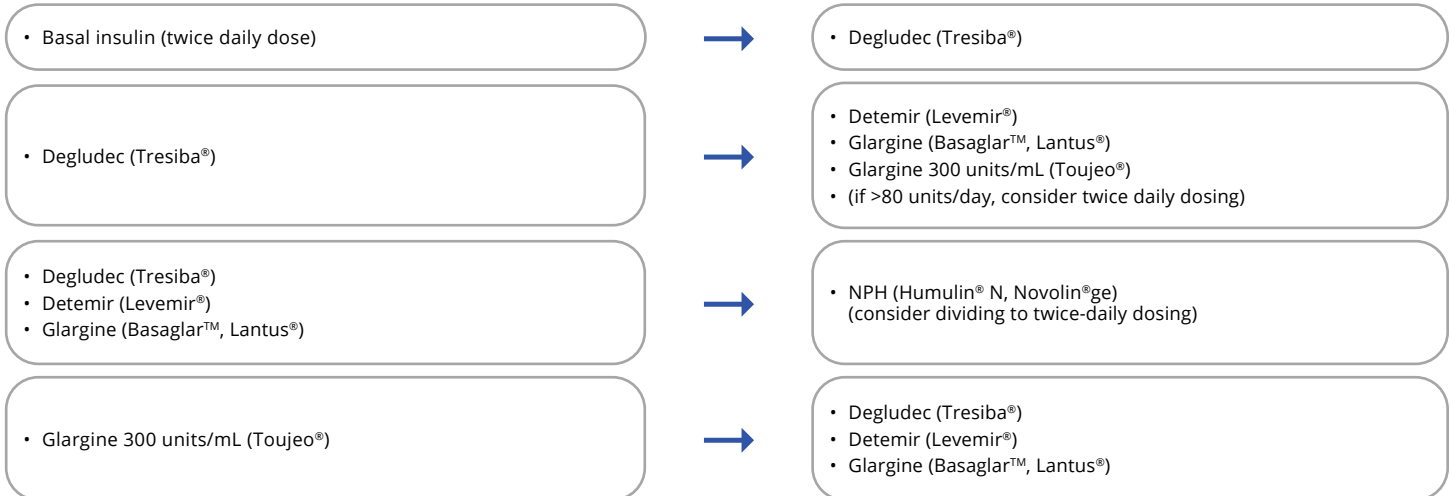 • Basal insulin (twice daily dose)
• Degludec (Tresiba®)
• Degludec (Tresiba®)
• Detemir (Levemir®)
• Glargine (Basaglar™, Lantus®)
• Glargine 300 units/mL (Toujeo®)
• (if >80 units/day, consider twice daily dosing)
• Degludec (Tresiba®)
• Detemir (Levemir®)
• Glargine (Basaglar™, Lantus®)
• NPH (Humulin® N, Novolin®ge)
(consider dividing to twice-daily dosing)
• Glargine 300 units/mL (Toujeo®)
• Degludec (Tresiba®)
• Detemir (Levemir®)
• Glargine (Basaglar™, Lantus®)